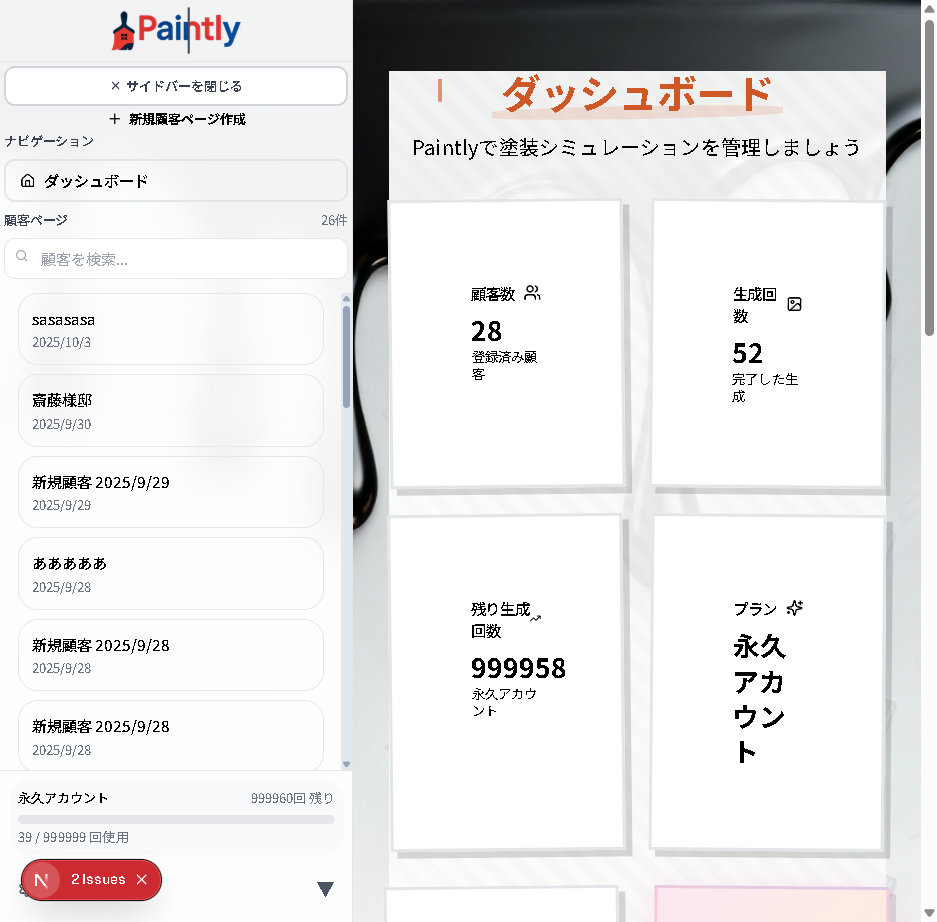 Paintly
× サイドバーを閉じる
+ 新規顧客ページ作成
ナビゲーション
ダッシュボード
顧客ページ 26件
顧客を検索...
sasasasa
2025/10/3
斎藤様邸
2025/9/30
新規顧客 2025/9/29
2025/9/29
あああああ
2025/9/28
新規顧客 2025/9/28
2025/9/28
新規顧客 2025/9/28
2025/9/28
永久アカウント 999960回 残り
39 / 999999 回使用
N 2 Issues ×
ダッシュボード
Paintlyで塗装シミュレーションを管理しましょう
顧客数
28
登録済み顧
客
生成回
数
52
完了した生
成
残り生成
回数
999958
永久アカウ
ント
プラン
永久
アカ
ウン
ト